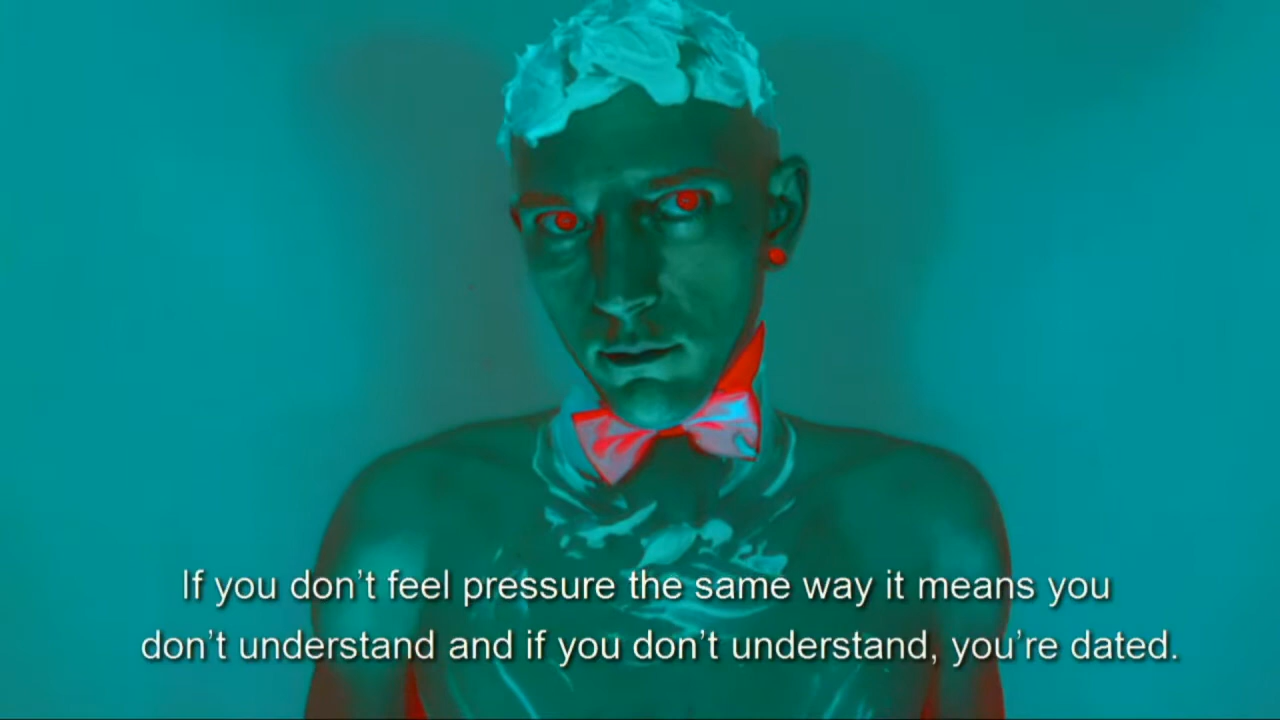 If you don’t feel pressure the same way it means you
don’t understand and if you don’t understand, you’re dated.